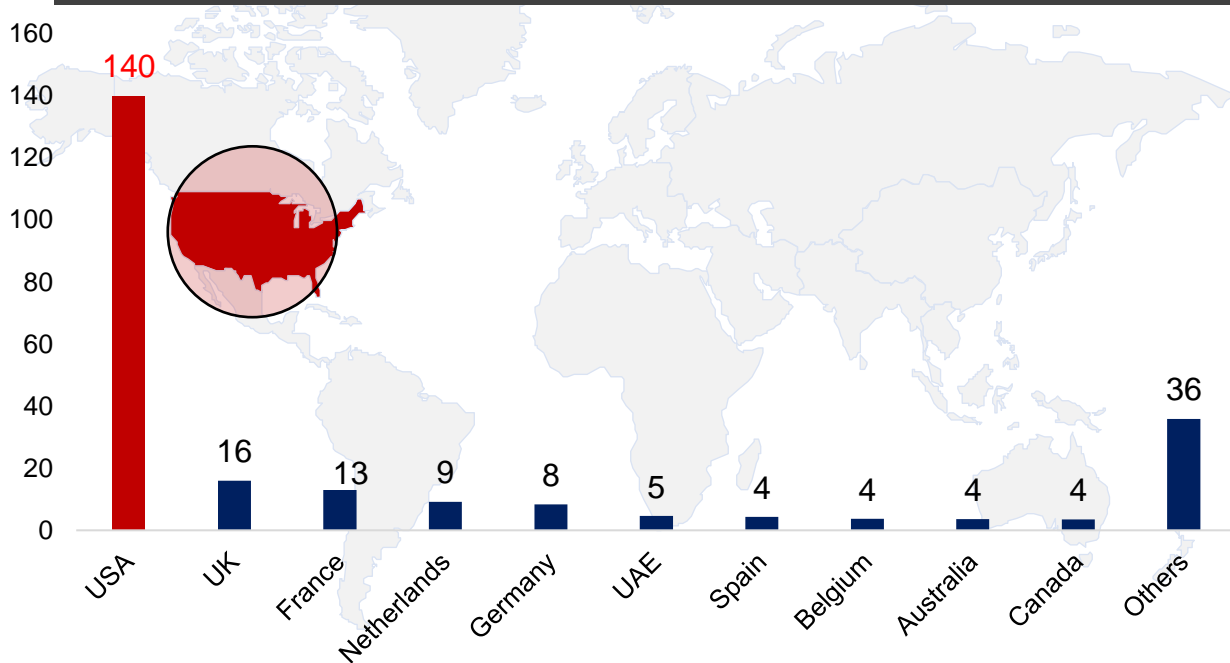 160
140
120
100
80
60
40
20
0
140
16
13
9
8
5
4
4
4
4
36
USA
UK
France
Netherlands
Germany
UAE
Spain
Belgium
Australia
Canada
Others